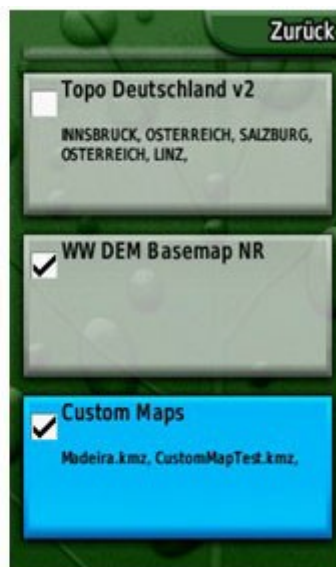 Zurück
Topo Deutschland v2
INNSBRUCK, OSTERREICH, SALZBURG,
OSTERREICH, LINZ,
WW DEM Basemap NR
Custom Maps
Madeira.kmz, CustomMapTest.kmz,